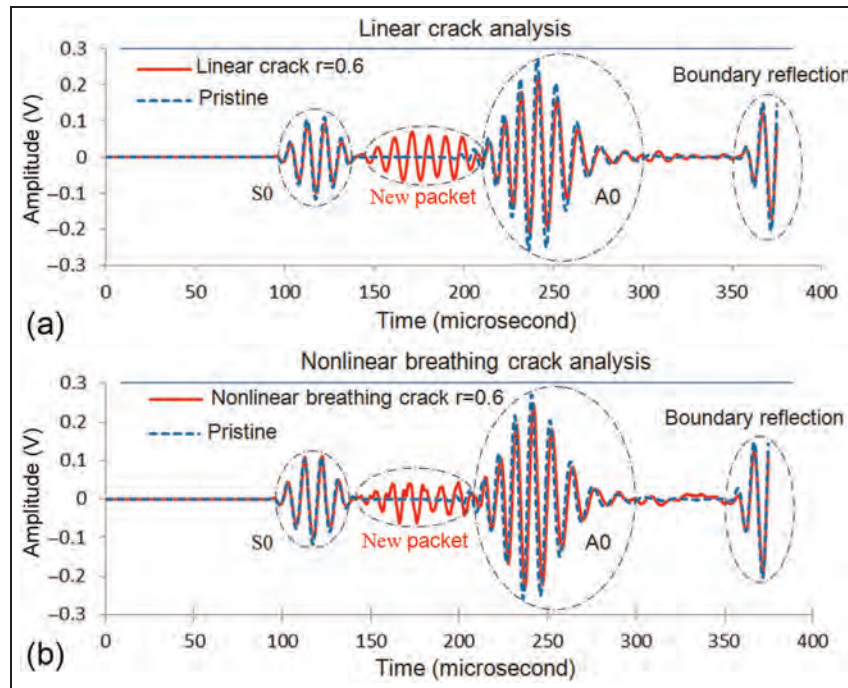 Linear crack analysis
0.3
0.2
0.1
0
–0.1
–0.2
–0.3
Amplitude (V)
Linear crack r=0.6
Pristine
Boundary reflection
S0
New packet
A0
0 50 100 150 200 250 300 350 400
Time (microsecond)
(a)
Nonlinear breathing crack analysis
0.3
0.2
0.1
0
–0.1
–0.2
–0.3
Amplitude (V)
Nonlinear breathing crack r=0.6
Pristine
Boundary reflection
S0
New packet
A0
0 50 100 150 200 250 300 350 400
Time (microsecond)
(b)